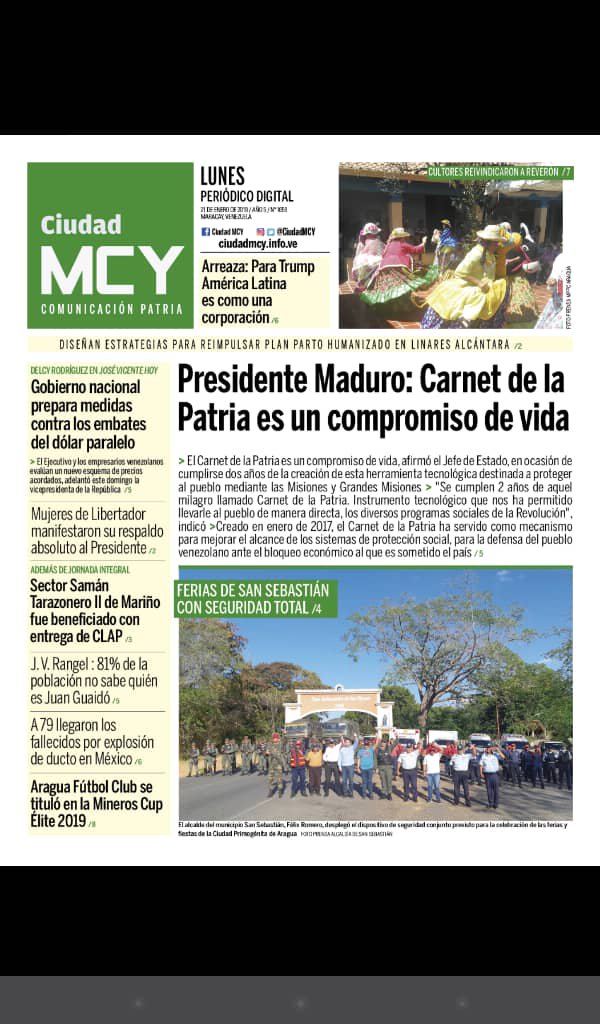 Ciudad
MCY
COMUNICACIÓN PATRIA
LUNES
PERIÓDICO DIGITAL
21 DE ENERO DE 2019 / AÑO 5 / Nº 1659
MARACAY, VENEZUELA
Ciudad MCY @CiudadMCY
ciudadmcy.info.ve
Arreaza: Para Trump
América Latina
es como una
corporación /6
CULTORES REIVINDICARON A REVERÓN /7
DISEÑAN ESTRATEGIAS PARA REIMPULSAR PLAN PARTO HUMANIZADO EN LINARES ALCÁNTARA /2
DELCY RODRÍGUEZ EN JOSÉ VICENTE HOY
Gobierno nacional
prepara medidas
contra los embates
del dólar paralelo
> El Ejecutivo y los empresarios venezolanos
evalúan un nuevo esquema de precios
acordados, adelantó este domingo la
vicepresidenta de la República /5
Mujeres de Libertador
manifestaron su respaldo
absoluto al Presidente /2
ADEMÁS DE JORNADA INTEGRAL
Sector Samán
Tarazonero II de Mariño
fue beneficiado con
entrega de CLAP /3
J. V. Rangel : 81% de la
población no sabe quién
es Juan Guaidó /5
A 79 llegaron los
fallecidos por explosión
de ducto en México /6
Aragua Fútbol Club se
tituló en la Mineros Cup
Élite 2019 /8
Presidente Maduro: Carnet de la
Patria es un compromiso de vida
> El Carnet de la Patria es un compromiso de vida, afirmó el Jefe de Estado, en ocasión de
cumplirse dos años de la creación de esta herramienta tecnológica destinada a proteger
al pueblo mediante las Misiones y Grandes Misiones > "Se cumplen 2 años de aquel
milagro llamado Carnet de la Patria. Instrumento tecnológico que nos ha permitido
llevarle al pueblo de manera directa, los diversos programas sociales de la Revolución",
indicó >Creado en enero de 2017, el Carnet de la Patria ha servido como mecanismo
para mejorar el alcance de los sistemas de protección social, para la defensa del pueblo
venezolano ante el bloqueo económico al que es sometido el país /5
FERIAS DE SAN SEBASTIÁN
CON SEGURIDAD TOTAL /4
El alcalde del municipio San Sebastián, Félix Romero, desplegó el dispositivo de seguridad conjunto previsto para la celebración de las ferias y
fiestas de la Ciudad Primogénita de Aragua FOTO PRENSA ALCALDÍA DE SAN SEBASTIÁN